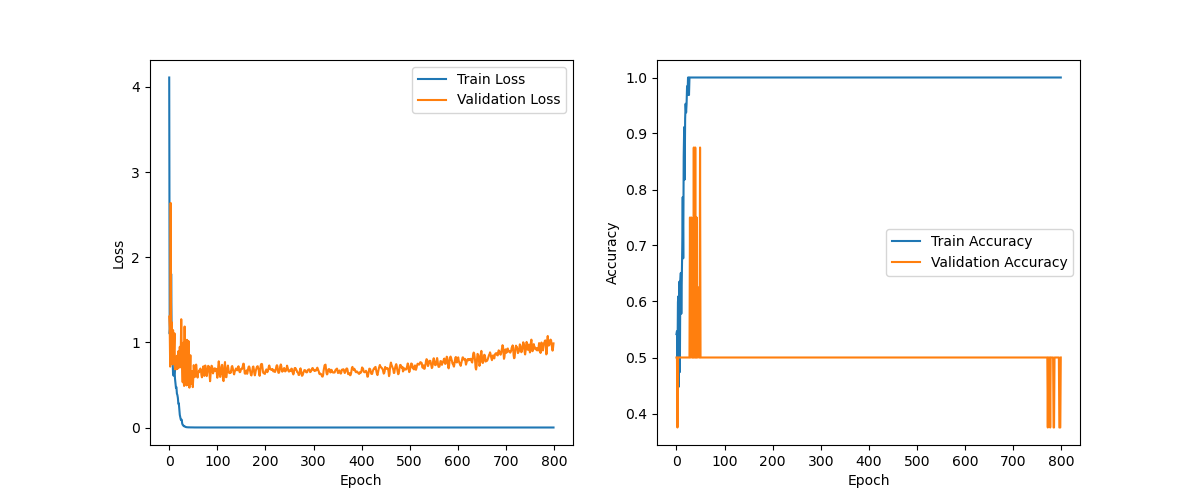 Train Loss
Validation Loss
4
3
2
1
0
Loss
0 100 200 300 400 500 600 700 800
Epoch
1.0
0.9
0.8
0.7
0.6
0.5
0.4
Accuracy
Train Accuracy
Validation Accuracy
0 100 200 300 400 500 600 700 800
Epoch